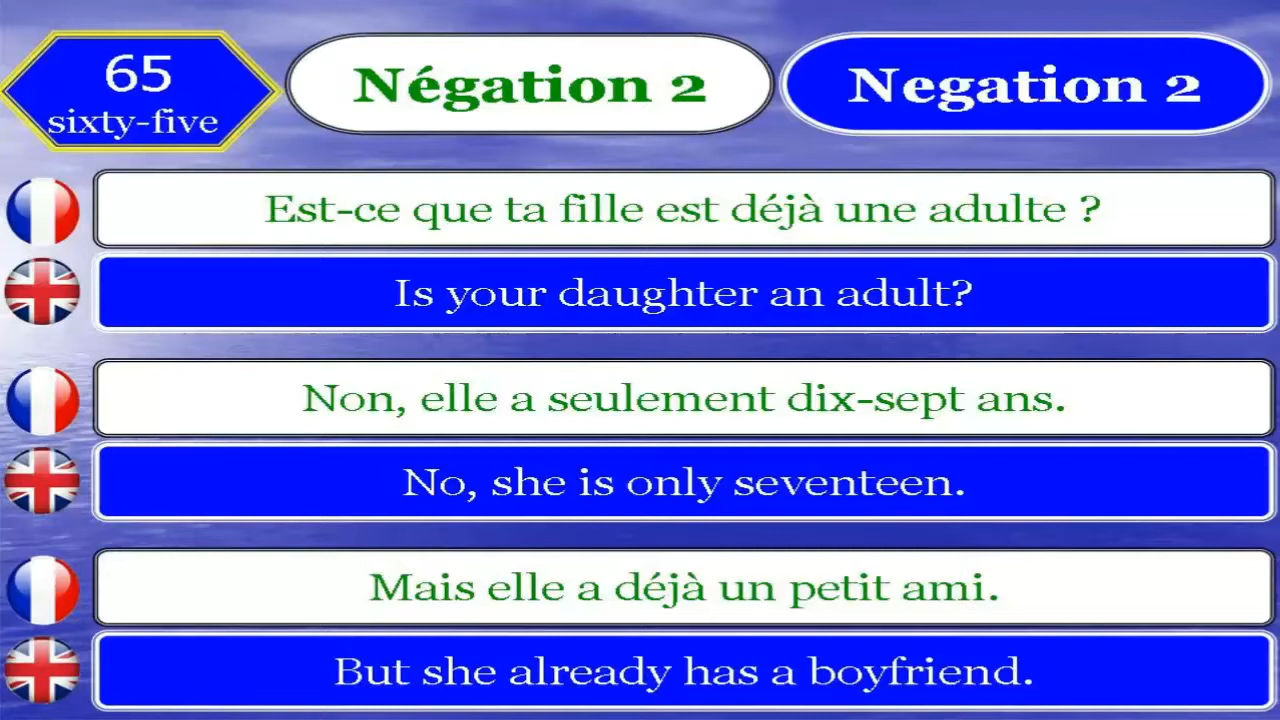 65
sixty-five
Négation 2
Negation 2
Est-ce que ta fille est déjà une adulte ?
Is your daughter an adult?
Non, elle a seulement dix-sept ans.
No, she is only seventeen.
Mais elle a déjà un petit ami.
But she already has a boyfriend.